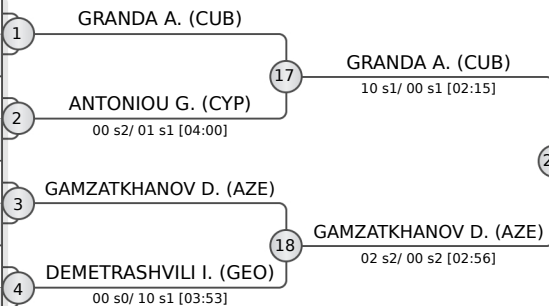 GRANDA A. (CUB)
1
17
GRANDA A. (CUB)
10 s1/ 00 s1 [02:15]
ANTONIOU G. (CYP)
2
00 s2/ 01 s1 [04:00]
GAMZATKHANOV D. (AZE)
3
18
GAMZATKHANOV D. (AZE)
02 s2/ 00 s2 [02:56]
DEMETRASHVILI I. (GEO)
4
00 s0/ 10 s1 [03:53]